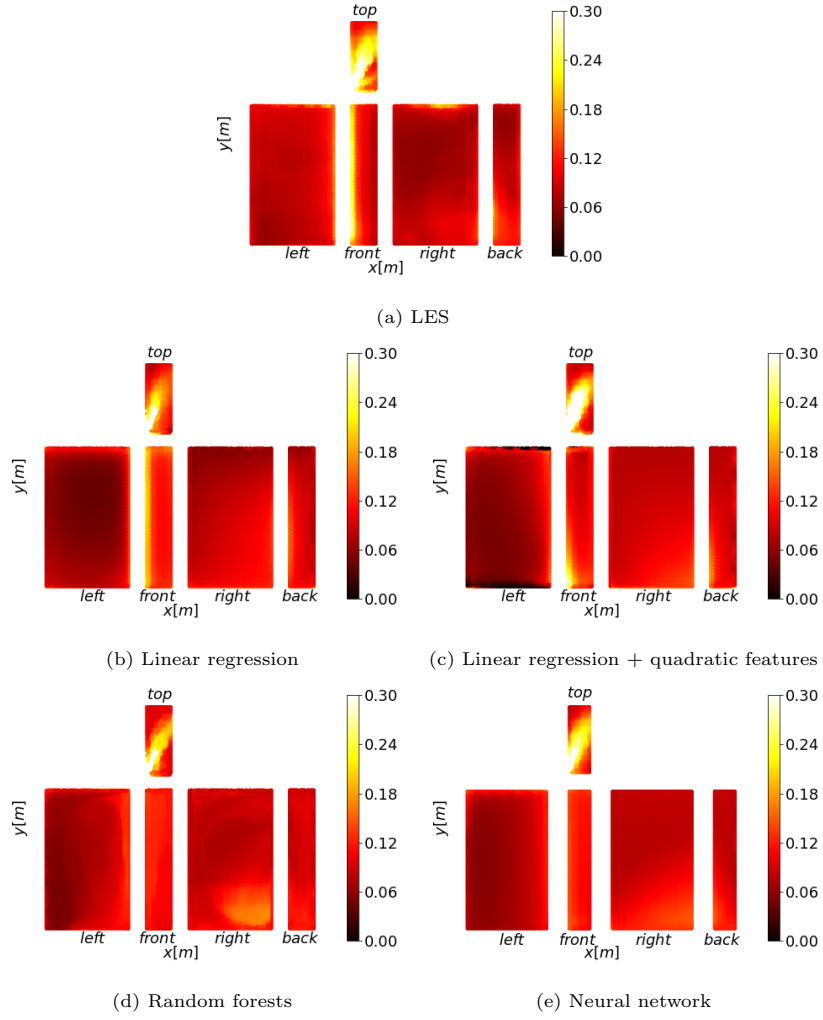 top
0.30
0.24
0.18
0.12
0.06
0.00
y[m]
left front right back
x[m]
(a) LES
top
0.30
0.24
0.18
0.12
0.06
0.00
y[m]
left front right back
x[m]
top
0.30
0.24
0.18
0.12
0.06
0.00
y[m]
left front right back
x[m]
(b) Linear regression
(c) Linear regression + quadratic features
top
0.30
0.24
0.18
0.12
0.06
0.00
y[m]
left front right back
x[m]
top
0.30
0.24
0.18
0.12
0.06
0.00
y[m]
left front right back
x[m]
(d) Random forests
(e) Neural network